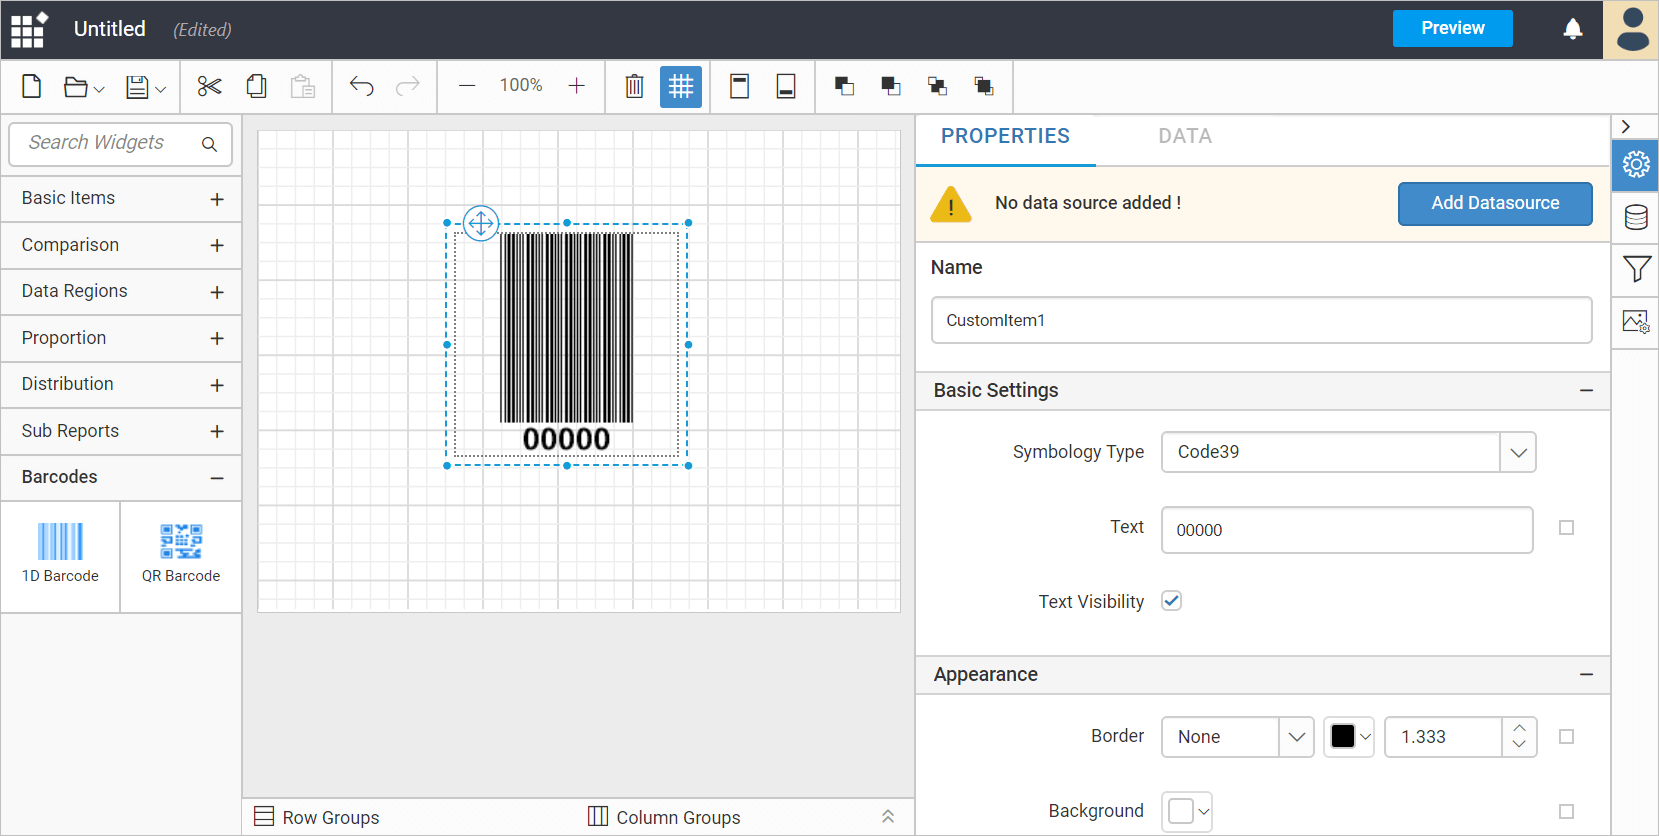 Untitled (Edited) Preview
100%
Search Widgets
Basic Items
Comparison
Data Regions
Proportion
Distribution
Sub Reports
Barcodes
1D Barcode QR Barcode
00000
Row Groups Column Groups
PROPERTIES DATA
No data source added ! Add Datasource
Name
CustomItem1
Basic Settings
Symbology Type Code39
Text 00000
Text Visibility
Appearance
Border None 1.333
Background